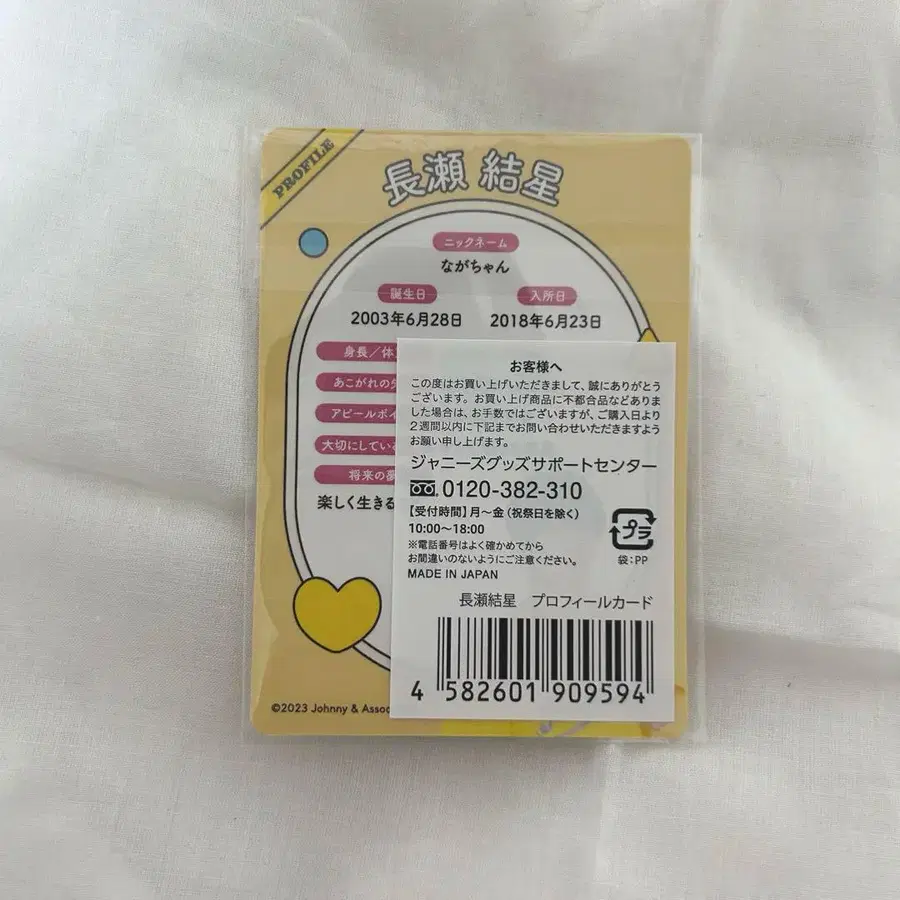 PROFILE
長瀬 結星
ニックネーム
ながちゃん
誕生日 入所日
2003年6月28日 2018年6月23日
身長/体
あこがれの
アピールポイ
大切にしてい
将来の夢
楽しく生きる
©2023 Johnny & Assoc
お客様へ
この度はお買い上げいただきまして、誠にありがとう
ございます。お買い上げ商品に不都合品などありま
した場合は、お手数ではございますが、ご購入日より
2週間以内に下記までお問い合わせいただきますよう
お願い申し上げます。
ジャニーズグッズサポートセンター
0120-382-310
【受付時間】月~金(祝祭日を除く)
10:00~18:00
※電話番号はよく確かめてから
お間違いのないようにご注意ください。
MADE IN JAPAN
プラ
袋:PP
長瀬結星 プロフィールカード
4 582601 909594